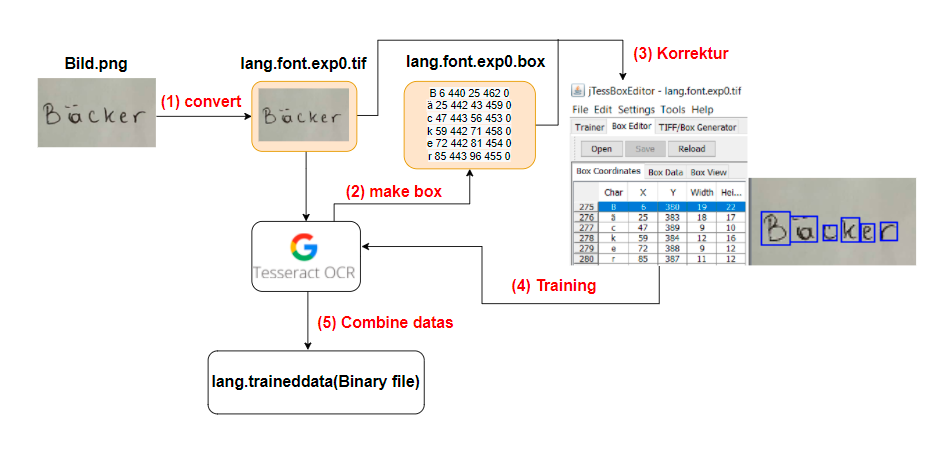 (3) Korrektur
Bild.png
lang.font.exp0.tif
lang.font.exp0.box
Bäcker
(1) convert
Bäcker
B 6 440 25 462 0
ä 25 442 43 459 0
c 47 443 56 453 0
k 59 442 71 458 0
e 72 442 81 454 0
r 85 443 96 455 0
jTessBoxEditor - lang.font.exp0.tif
File Edit Settings Tools Help
Trainer Box Editor TIFF/Box Generator
Open Save Reload
Box Coordinates Box Data Box View
Char X Y Width Hei...
275 B 6 380 19 22
276 ä 25 383 18 17
277 c 47 389 9 10
278 k 59 384 12 16
279 e 72 388 9 12
280 r 85 387 11 12
Bäcker
(2) make box
Tesseract OCR
(4) Training
(5) Combine datas
lang.traineddata(Binary file)